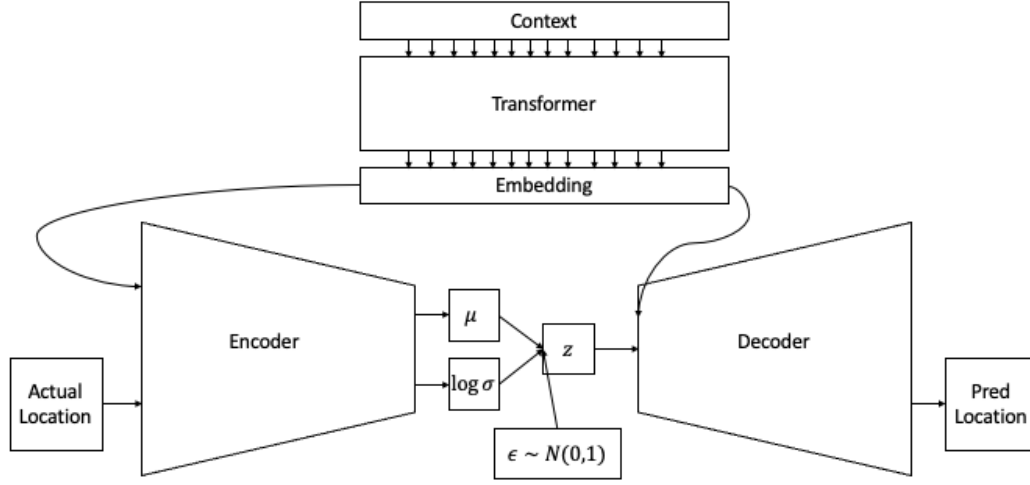 Context
Transformer
Embedding
Encoder
μ
log σ
z
ϵ ~ N(0,1)
Decoder
Actual
Location
Pred
Location